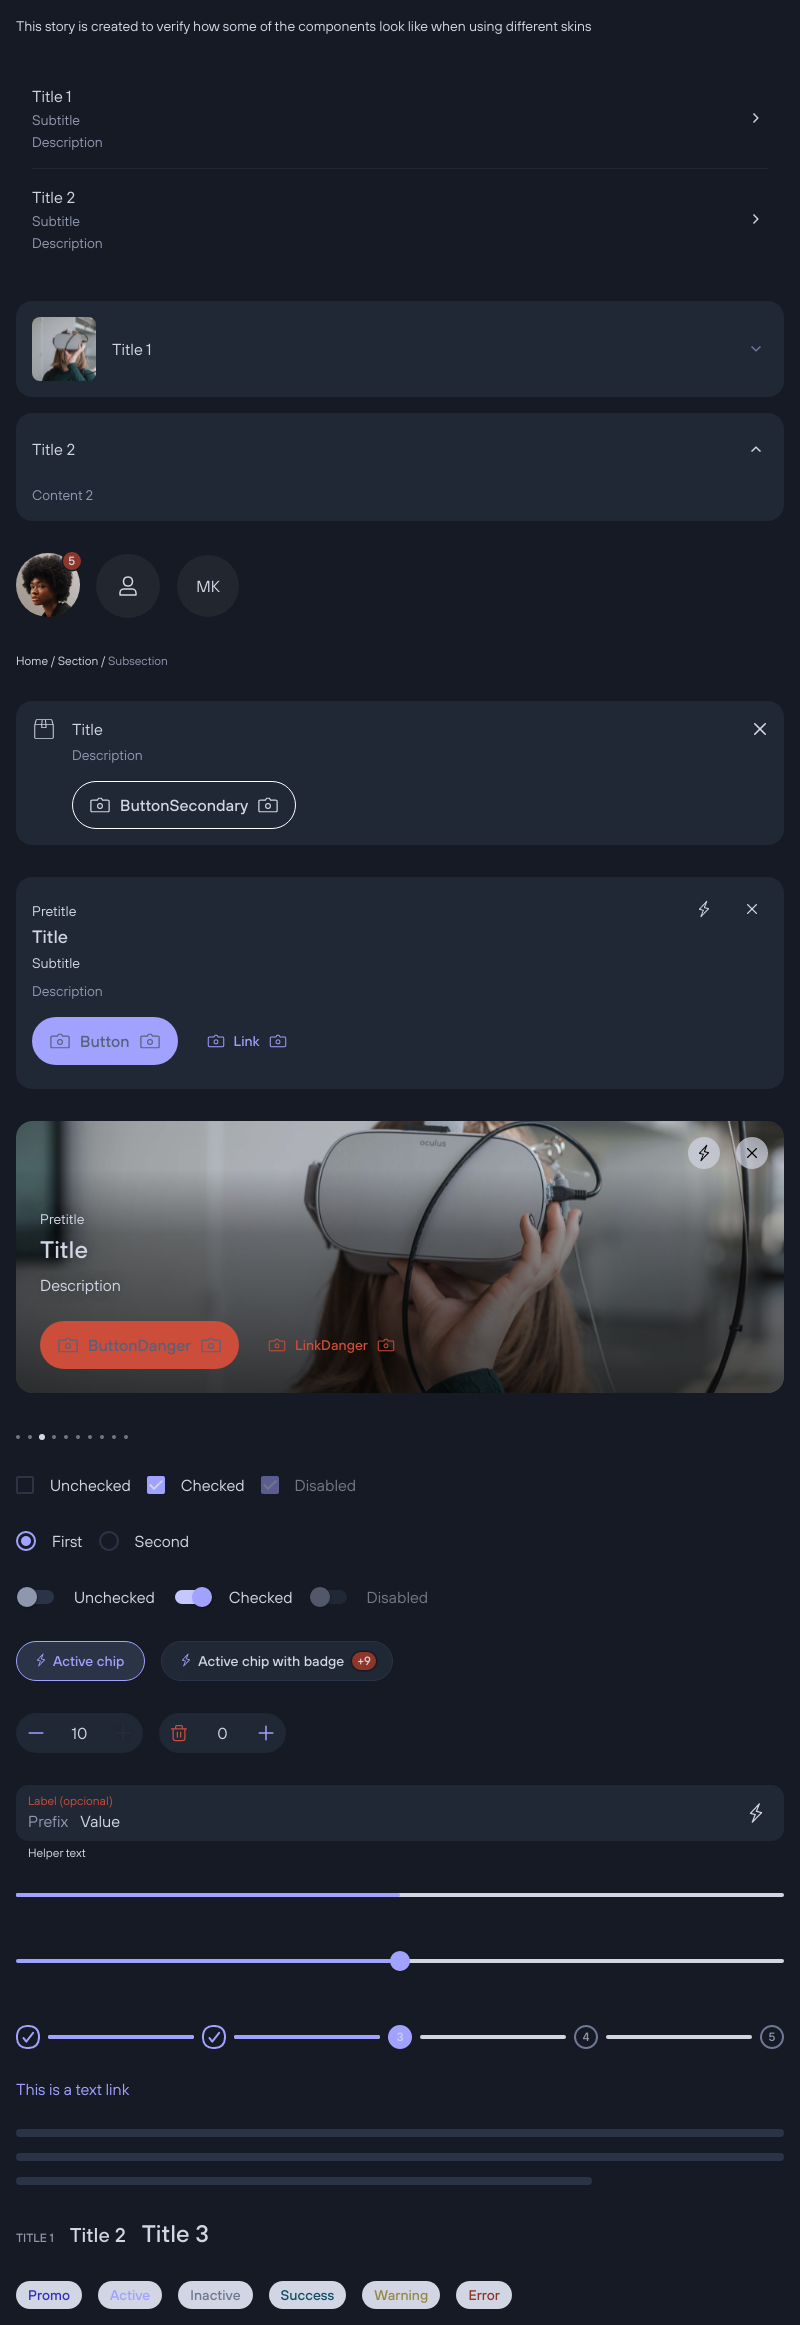 This story is created to verify how some of the components look like when using different skins
Title 1
Subtitle
Description
Title 2
Subtitle
Description
Title 1
Title 2
Content 2
5
MK
Home / Section / Subsection
Title
Description
ButtonSecondary
Pretitle
Title
Subtitle
Description
Button Link
oculus
Pretitle
Title
Description
ButtonDanger LinkDanger
Unchecked Checked Disabled
First Second
Unchecked Checked Disabled
Active chip Active chip with badge +9
10 0
Label (opcional)
Prefix Value
Helper text
3 4 5
This is a text link
TITLE 1 Title 2 Title 3
Promo Active Inactive Success Warning Error